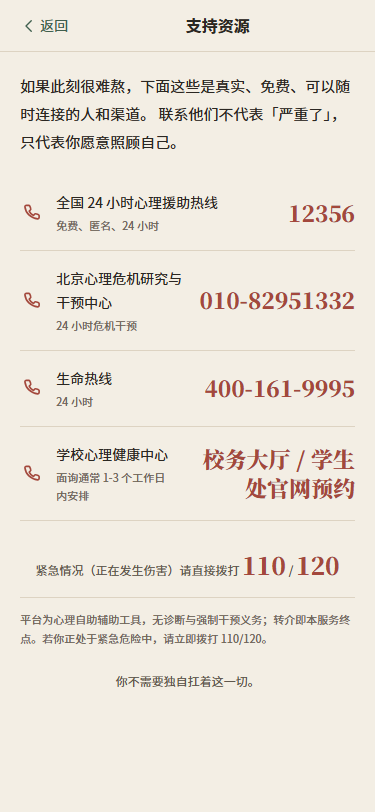 返回
支持资源
如果此刻很难熬，下面这些是真实、免费、可以随
时连接的人和渠道。 联系他们不代表「严重了」，
只代表你愿意照顾自己。
全国 24 小时心理援助热线
免费、匿名、24 小时
12356
北京心理危机研究与
干预中心
24 小时危机干预
010-82951332
生命热线
24 小时
400-161-9995
学校心理健康中心
面询通常 1-3 个工作日
内安排
校务大厅 / 学生
处官网预约
紧急情况（正在发生伤害）请直接拨打 110 / 120
平台为心理自助辅助工具，无诊断与强制干预义务；转介即本服务终
点。若你正处于紧急危险中，请立即拨打 110/120。
你不需要独自扛着这一切。